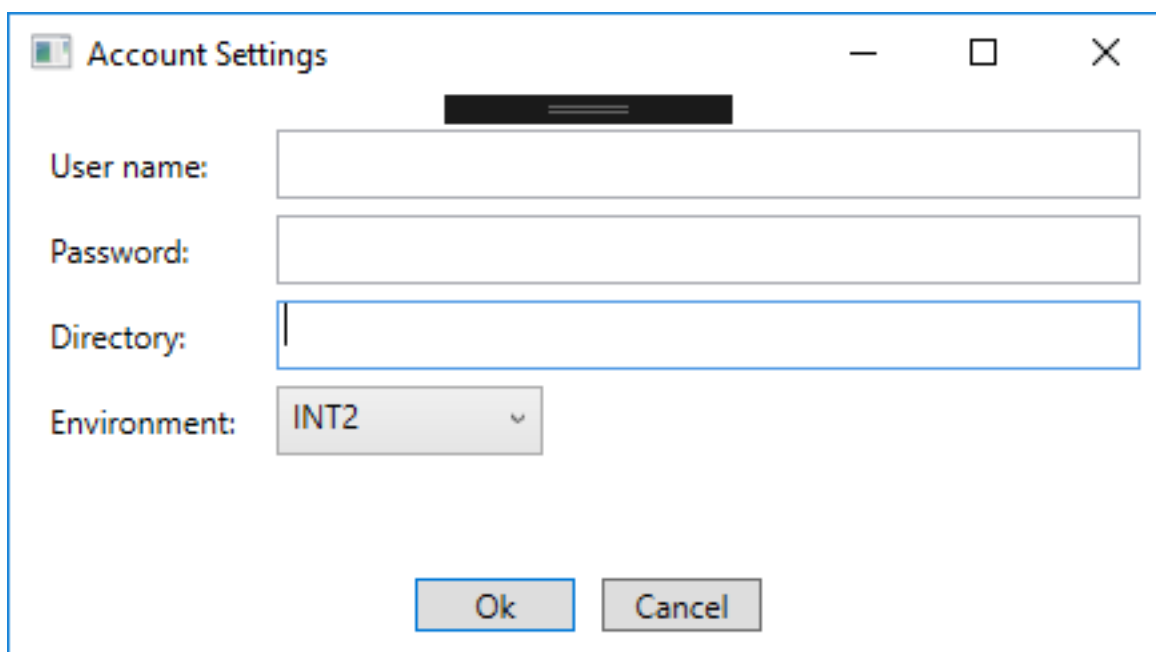 Account Settings
User name:
Password:
Directory:
Environment: INT2
Ok Cancel